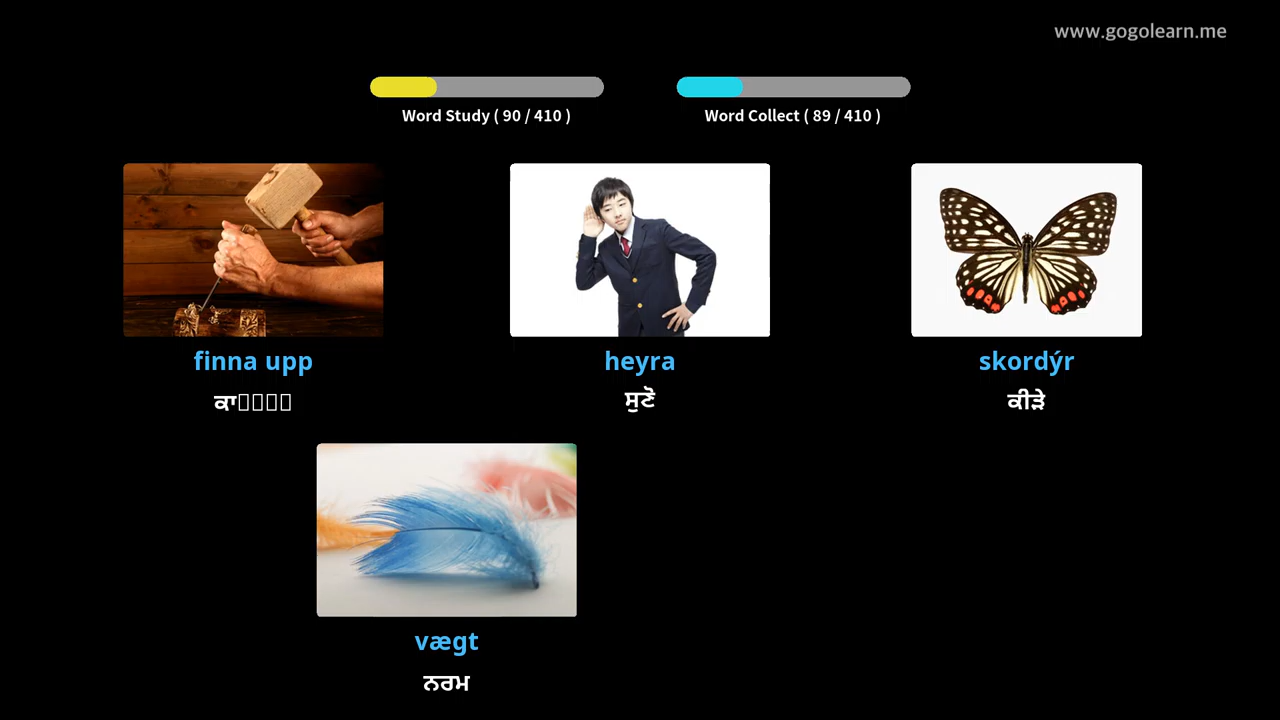 www.gogolearn.me
Word Study ( 90 / 410 )
Word Collect ( 89 / 410 )
finna upp
heyra
skordýr
ਸੁਣੋ
ਕੀੜੇ
vægt
ਨਰਮ